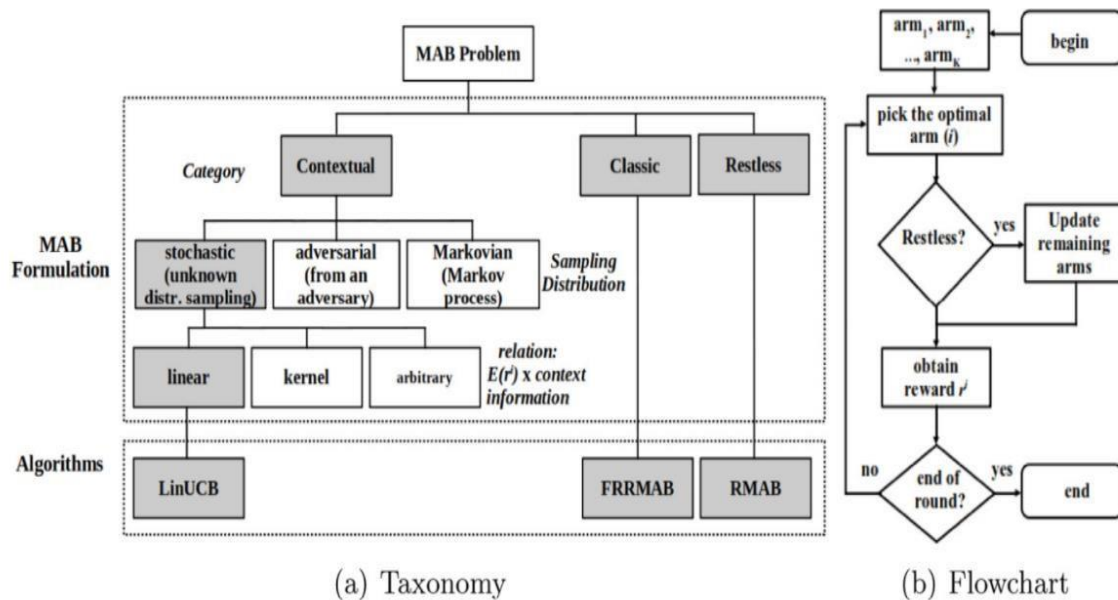 MAB Problem
MAB
Formulation
Category
Contextual
Classic
Restless
stochastic
(unknown
distr. sampling)
adversarial
(from an
adversary)
Markovian
(Markov
process)
Sampling
Distribution
linear
kernel
arbitrary
relation:
E(rⁱ) x context
information
Algorithms
LinUCB
FRRMAB
RMAB
(a) Taxonomy
arm₁, arm₂,
..., armK
begin
pick the optimal
arm (i)
Restless?
yes
Update
remaining
arms
obtain
reward rⁱ
no
end of
round?
yes
end
(b) Flowchart